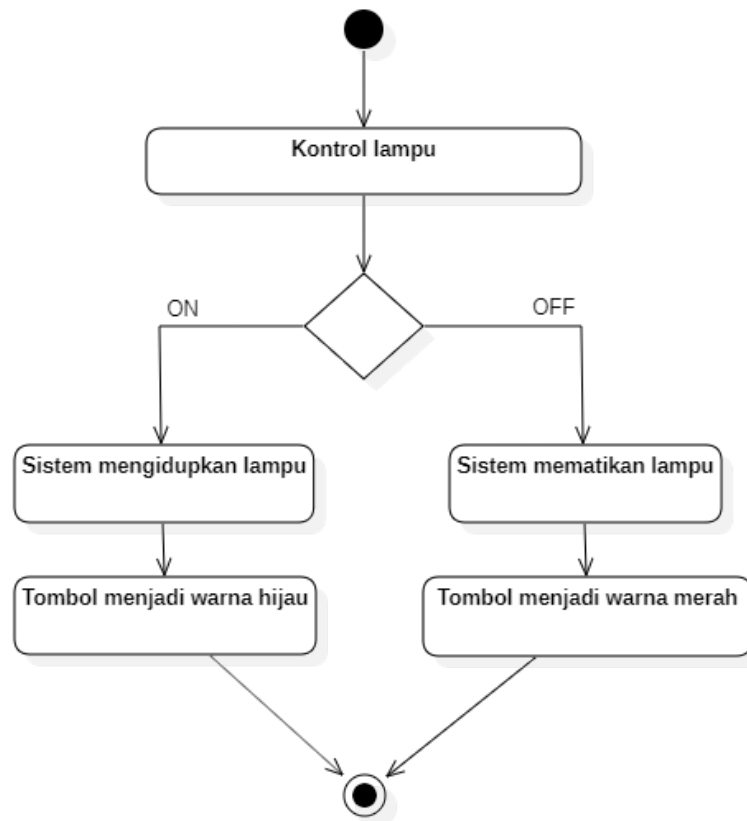 Kontrol lampu
ON
OFF
Sistem mengidupkan lampu
Sistem mematikan lampu
Tombol menjadi warna hijau
Tombol menjadi warna merah